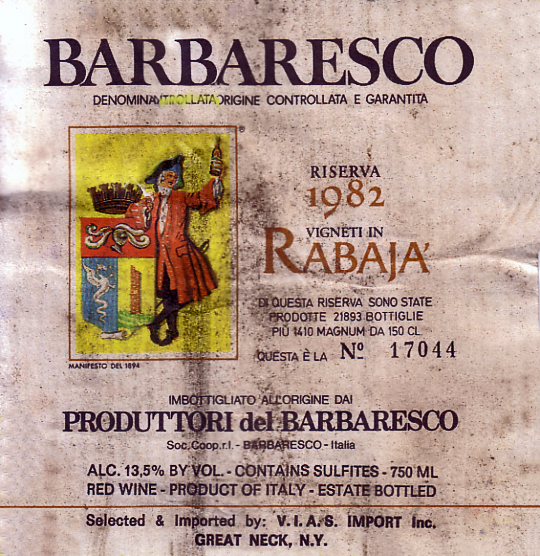 BARBARESCO
DENOMINAVTROLLATAORIGINE CONTROLLATA E GARANTITA
®
RISERVA
1982
VIGNETI IN
RABAJA'
DI QUESTA RISERVA SONO STATE
PRODOTTE 21893 BOTTIGLIE
PIÙ 1410 MAGNUM DA 150 CL
QUESTA È LA Nº 17044
MANIFESTO DEL 1894
IMBOTTIGLIATO ALL'ORIGINE DAI
PRODUTTORI del BARBARESCO
Soc.Coop.r.l. - BARBARESCO - Italia
ALC. 13,5% BY VOL. - CONTAINS SULFITES - 750 ML
RED WINE - PRODUCT OF ITALY - ESTATE BOTTLED
Selected & Imported by: V.I.A.S. IMPORT Inc.
GREAT NECK, N.Y.